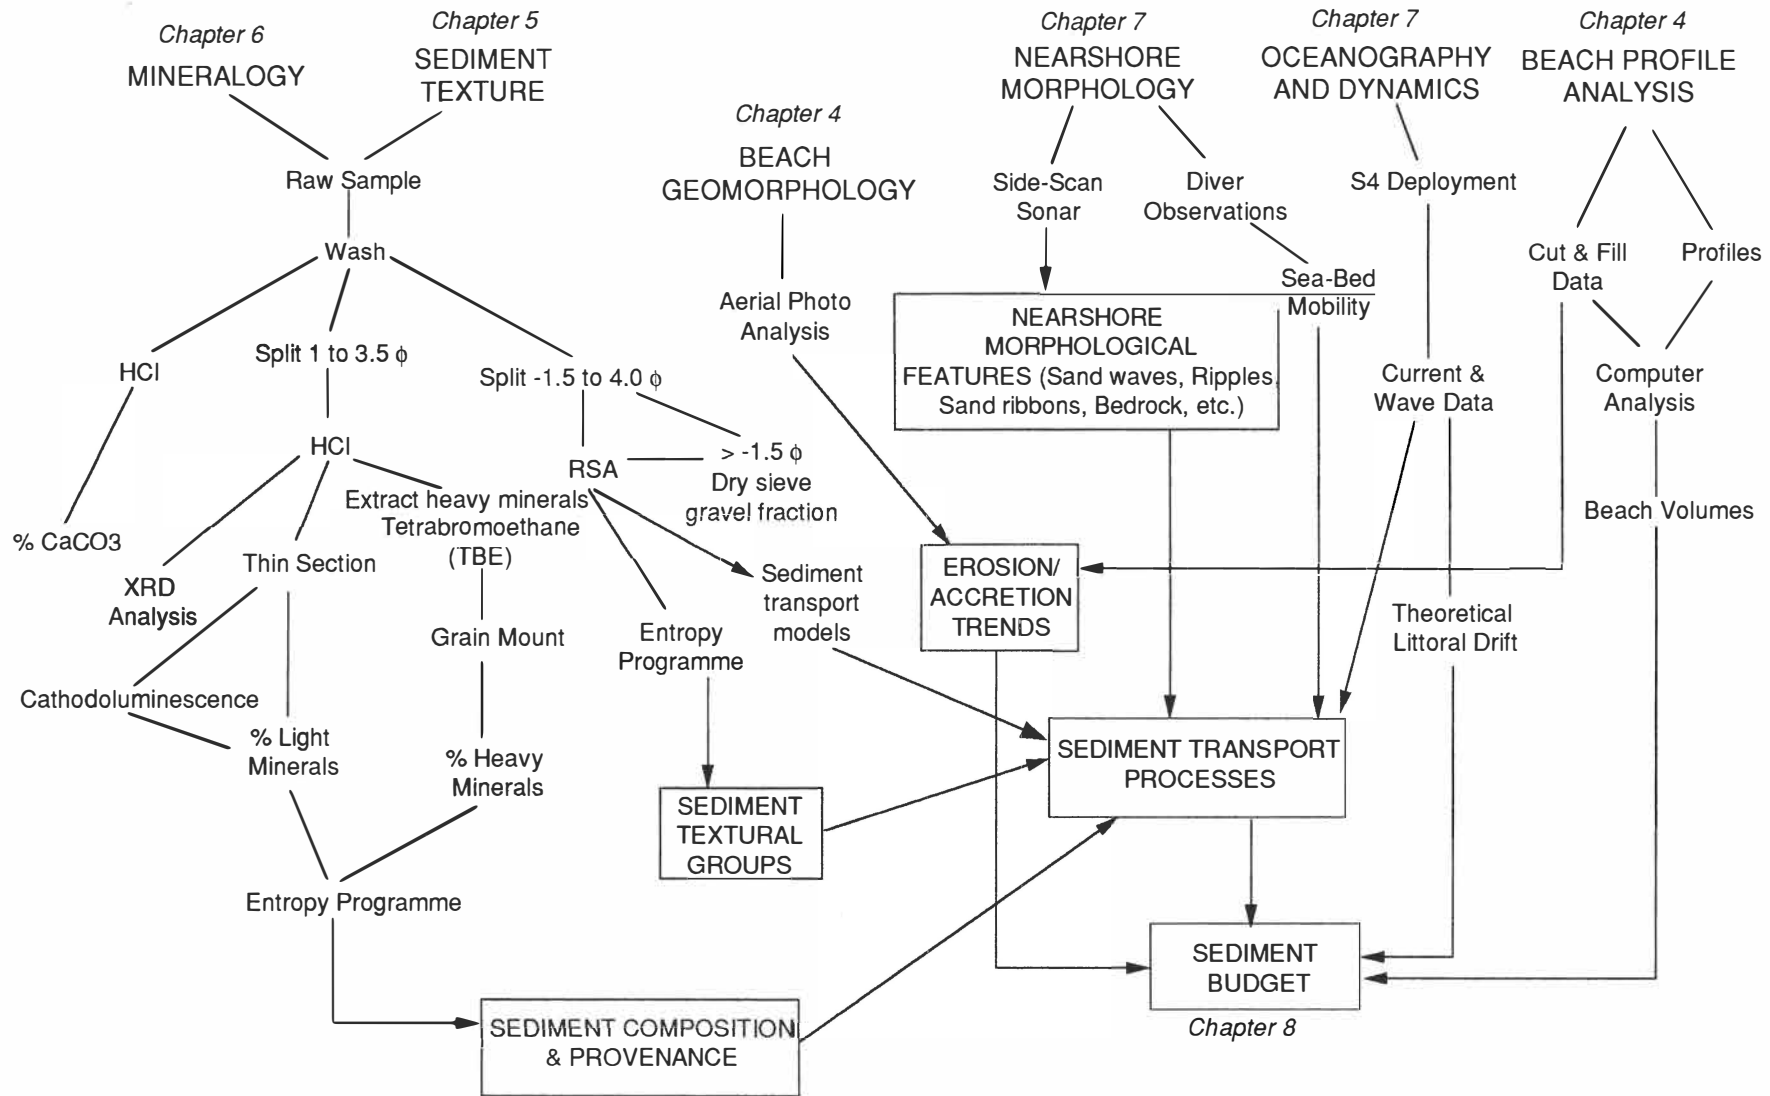 Chapter 6
MINERALOGY
Chapter 5
SEDIMENT
TEXTURE
Chapter 4
BEACH
GEOMORPHOLOGY
Chapter 7
NEARSHORE
MORPHOLOGY
Chapter 7
OCEANOGRAPHY
AND DYNAMICS
Chapter 4
BEACH PROFILE
ANALYSIS
Raw Sample
Wash
HCl
Split 1 to 3.5 ϕ
Split -1.5 to 4.0 ϕ
% CaCO3
HCl
RSA
> -1.5 ϕ
Dry sieve
gravel fraction
XRD
Analysis
Thin Section
Extract heavy minerals
Tetrabromoethane
(TBE)
Cathodoluminescence
% Light
Minerals
Grain Mount
% Heavy
Minerals
Entropy Programme
Entropy
Programme
Sediment
transport
models
SEDIMENT
TEXTURAL
GROUPS
SEDIMENT COMPOSITION
& PROVENANCE
Aerial Photo
Analysis
Side-Scan
Sonar
Diver
Observations
Sea-Bed
Mobility
NEARSHORE
MORPHOLOGICAL
FEATURES (Sand waves, Ripples,
Sand ribbons, Bedrock, etc.)
S4 Deployment
Current &
Wave Data
Theoretical
Littoral Drift
Cut & Fill
Data
Profiles
Computer
Analysis
Beach Volumes
EROSION/
ACCRETION
TRENDS
SEDIMENT TRANSPORT
PROCESSES
SEDIMENT
BUDGET
Chapter 8